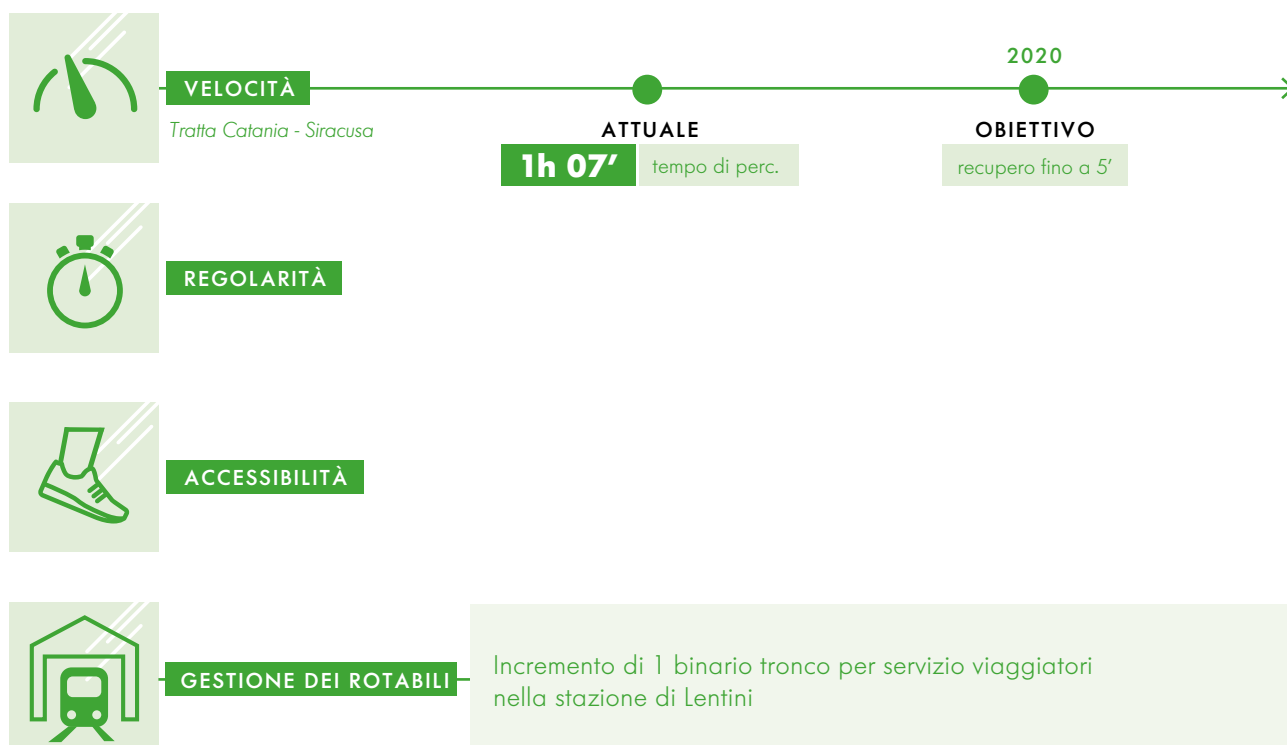 2020
VELOCITÀ
Tratta Catania - Siracusa
ATTUALE
OBIETTIVO
1h 07’
tempo di perc.
recupero fino a 5’
REGOLARITÀ
ACCESSIBILITÀ
GESTIONE DEI ROTABILI
Incremento di 1 binario tronco per servizio viaggiatori
nella stazione di Lentini